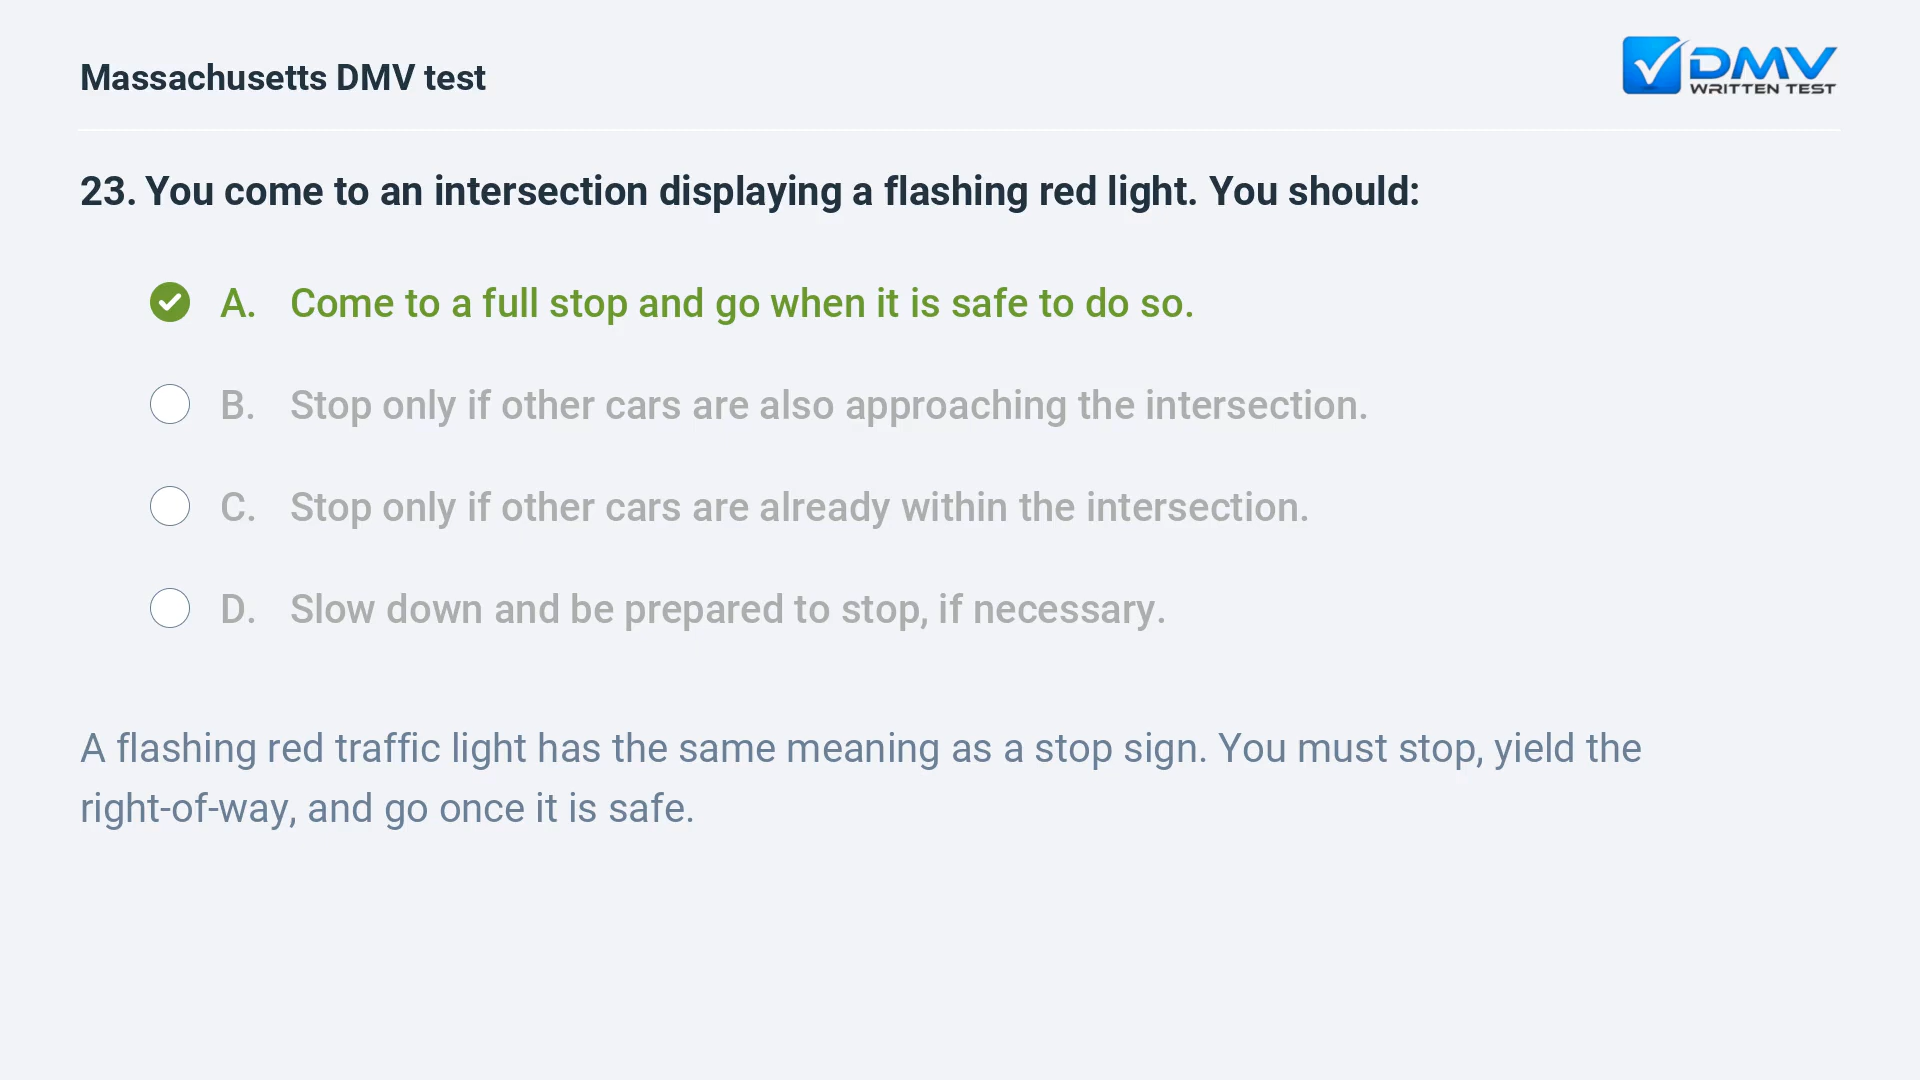 Massachusetts DMV test
DMV
WRITTEN TEST
23. You come to an intersection displaying a flashing red light. You should:
A. Come to a full stop and go when it is safe to do so.
B. Stop only if other cars are also approaching the intersection.
C. Stop only if other cars are already within the intersection.
D. Slow down and be prepared to stop, if necessary.
A flashing red traffic light has the same meaning as a stop sign. You must stop, yield the
right-of-way, and go once it is safe.